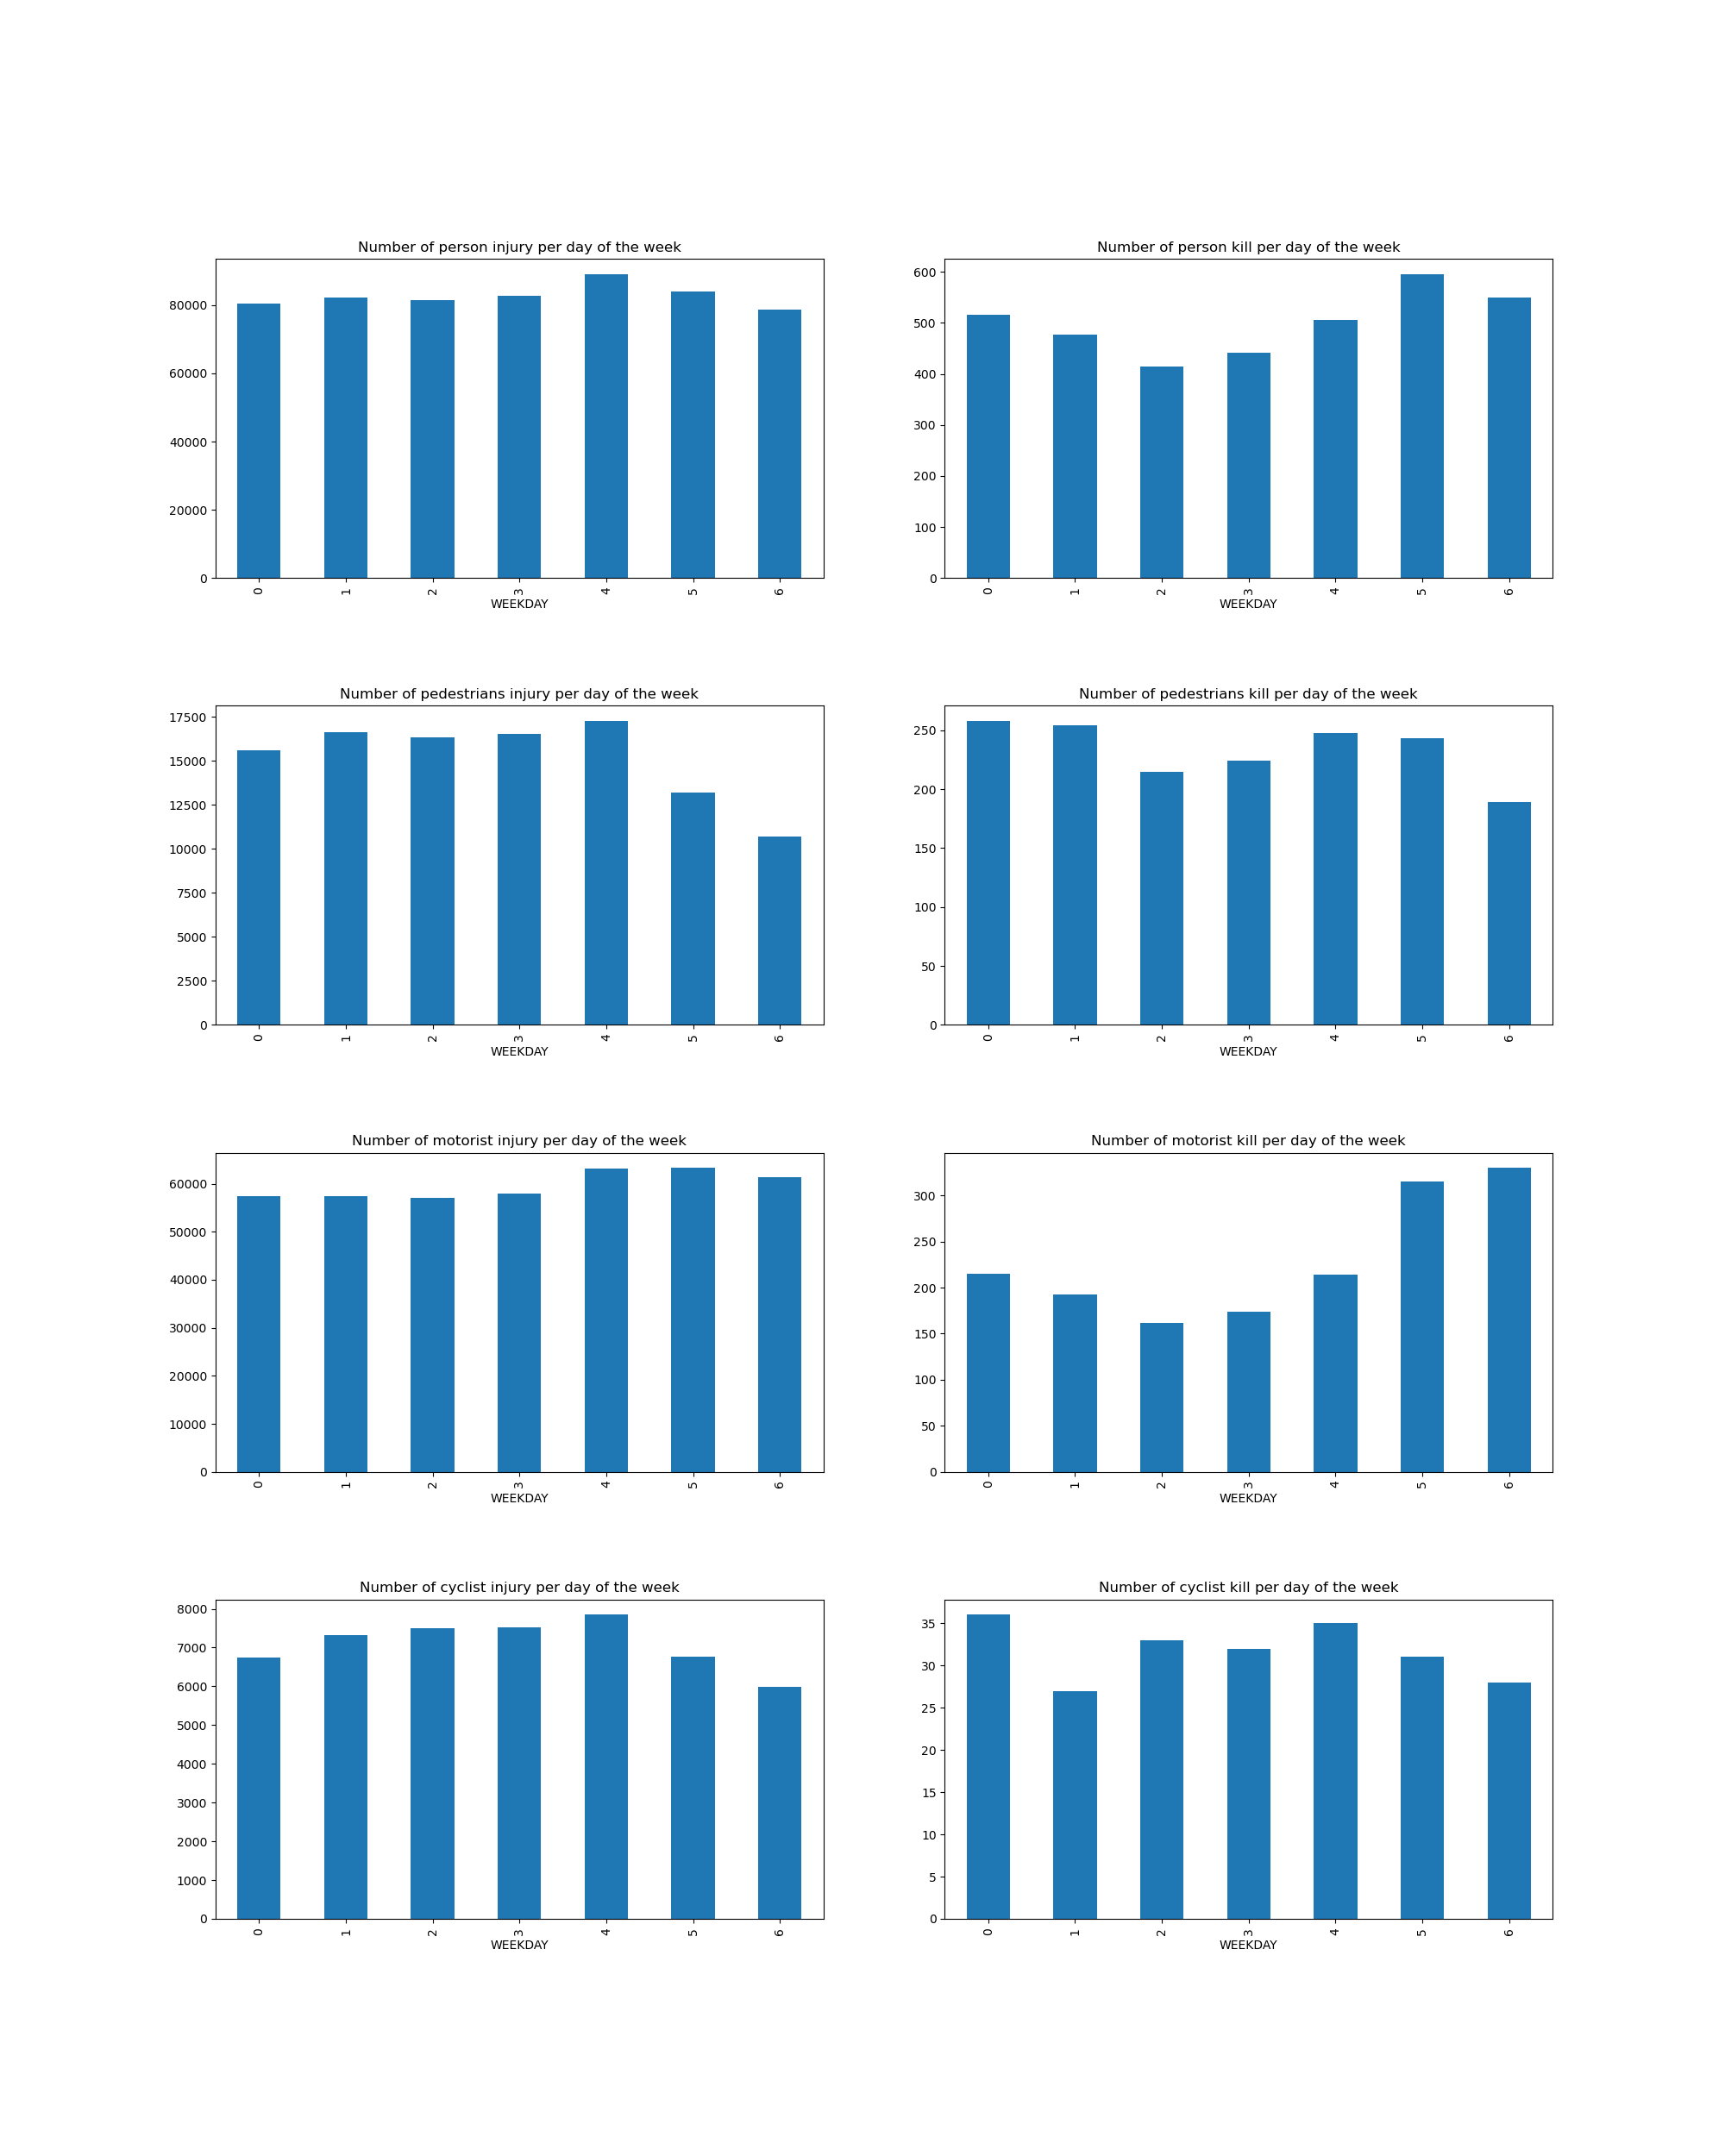 Number of person injury per day of the week
80000
60000
40000
20000
0
0 1 2 3 4 5 6
WEEKDAY
Number of person kill per day of the week
600
500
400
300
200
100
0
0 1 2 3 4 5 6
WEEKDAY
Number of pedestrians injury per day of the week
17500
15000
12500
10000
7500
5000
2500
0
0 1 2 3 4 5 6
WEEKDAY
Number of pedestrians kill per day of the week
250
200
150
100
50
0
0 1 2 3 4 5 6
WEEKDAY
Number of motorist injury per day of the week
60000
50000
40000
30000
20000
10000
0
0 1 2 3 4 5 6
WEEKDAY
Number of motorist kill per day of the week
300
250
200
150
100
50
0
0 1 2 3 4 5 6
WEEKDAY
Number of cyclist injury per day of the week
8000
7000
6000
5000
4000
3000
2000
1000
0
0 1 2 3 4 5 6
WEEKDAY
Number of cyclist kill per day of the week
35
30
25
20
15
10
5
0
0 1 2 3 4 5 6
WEEKDAY